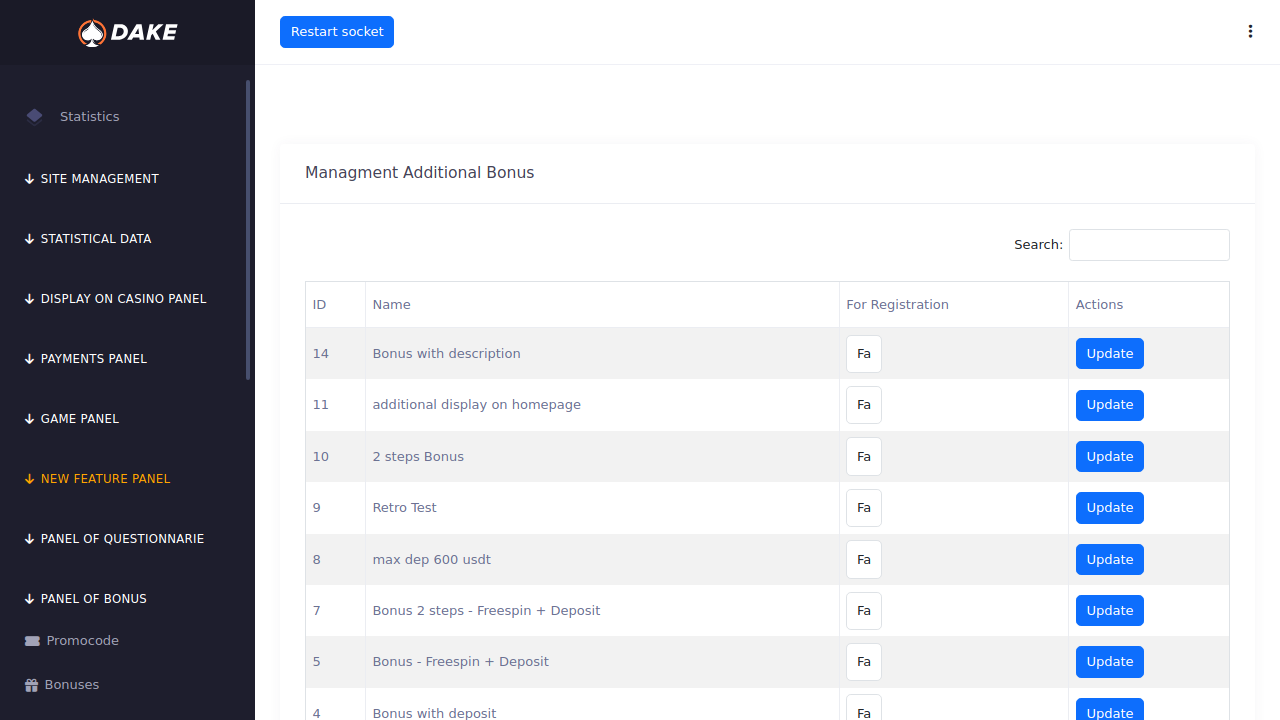 DAKE
Restart socket
Statistics
SITE MANAGEMENT
STATISTICAL DATA
DISPLAY ON CASINO PANEL
PAYMENTS PANEL
GAME PANEL
NEW FEATURE PANEL
PANEL OF QUESTIONNARIE
PANEL OF BONUS
Promocode
Bonuses
Managment Additional Bonus
Search:
ID Name For Registration Actions
14 Bonus with description Fa Update
11 additional display on homepage Fa Update
10 2 steps Bonus Fa Update
9 Retro Test Fa Update
8 max dep 600 usdt Fa Update
7 Bonus 2 steps - Freespin + Deposit Fa Update
5 Bonus - Freespin + Deposit Fa Update
4 Bonus with deposit Fa Update